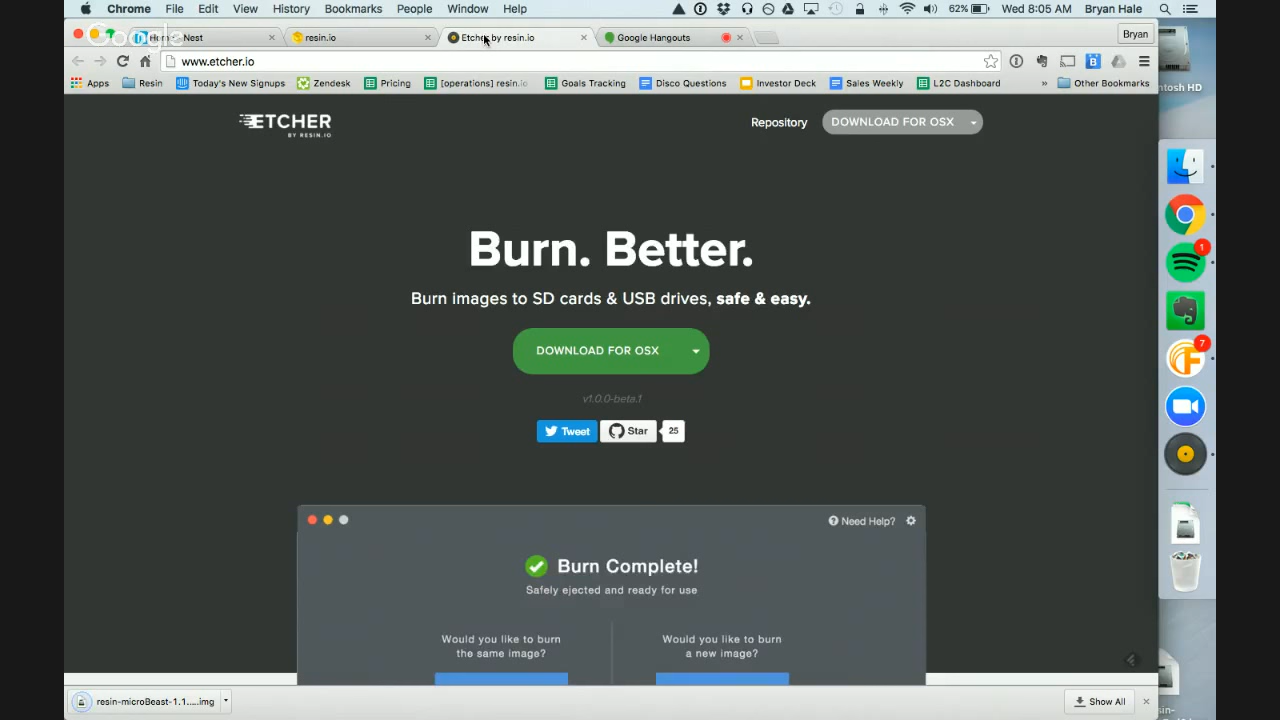 Chrome File Edit View History Bookmarks People Window Help 62% Wed 8:05 AM Bryan Hale
Google
Nest resin.io Etcher by resin.io Google Hangouts Bryan
www.etcher.io
Apps Resin Today's New Signups Zendesk Pricing [operations] resin.io Goals Tracking Disco Questions Investor Deck Sales Weekly L2C Dashboard » Other Bookmarks
ntosh HD
ETCHER
BY RESIN.IO
Repository DOWNLOAD FOR OSX
Burn. Better.
Burn images to SD cards & USB drives, safe & easy.
DOWNLOAD FOR OSX
v1.0.0-beta.1
Tweet Star 25
1
7
Need Help?
Burn Complete!
Safely ejected and ready for use
Would you like to burn
the same image?
Would you like to burn
a new image?
resin-microBeast-1.1.....img Show All